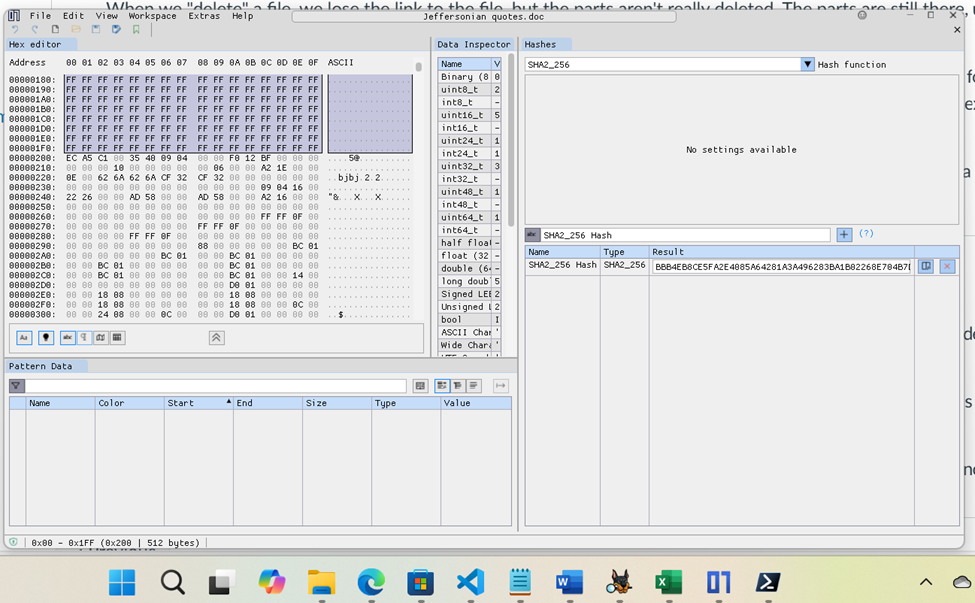 When we "delete" a file, we lose the link to the file, but the parts aren't really deleted. The parts are still there,
File Edit View Workspace Extras Help
Jeffersonian quotes.doc
Hex editor
Address 00 01 02 03 04 05 06 07 08 09 0A 0B 0C 0D 0E 0F ASCII
00000180: FF FF FF FF FF FF FF FF FF FF FF FF FF FF FF FF ................
00000190: FF FF FF FF FF FF FF FF FF FF FF FF FF FF FF FF ................
000001A0: FF FF FF FF FF FF FF FF FF FF FF FF FF FF FF FF ................
000001B0: FF FF FF FF FF FF FF FF FF FF FF FF FF FF FF FF ................
000001C0: FF FF FF FF FF FF FF FF FF FF FF FF FF FF FF FF ................
000001D0: FF FF FF FF FF FF FF FF FF FF FF FF FF FF FF FF ................
000001E0: FF FF FF FF FF FF FF FF FF FF FF FF FF FF FF FF ................
000001F0: FF FF FF FF FF FF FF FF FF FF FF FF FF FF FF FF ................
00000200: EC A5 C1 00 35 40 09 04 00 00 F0 12 BF 00 00 00 ....5@..........
00000210: 00 00 00 10 00 00 00 00 00 06 00 00 A2 1E 00 00 ................
00000220: 0E 00 62 6A 62 6A CF 32 CF 32 00 00 00 00 00 00 ..bjbj.2.2......
00000230: 00 00 00 00 00 00 00 00 00 00 00 00 09 04 16 00 ................
00000240: 22 26 00 00 AD 58 00 00 AD 58 00 00 A2 16 00 00 "&...X...X......
00000250: 00 00 00 00 00 00 00 00 00 00 00 00 00 00 00 00 ................
00000260: 00 00 00 00 00 00 00 00 00 00 00 00 FF FF 0F 00 ................
00000270: 00 00 00 00 00 00 00 00 FF FF 0F 00 00 00 00 00 ................
00000280: 00 00 00 00 FF FF 0F 00 00 00 00 00 00 00 00 00 ................
00000290: 00 00 00 00 00 00 00 00 88 00 00 00 00 00 BC 01 ................
000002A0: 00 00 00 00 00 00 BC 01 00 00 BC 01 00 00 00 00 ................
000002B0: 00 00 BC 01 00 00 00 00 00 00 BC 01 00 00 00 00 ................
000002C0: 00 00 BC 01 00 00 00 00 00 00 BC 01 00 00 14 00 ................
000002D0: 00 00 00 00 00 00 00 00 00 00 D0 01 00 00 00 00 ................
000002E0: 00 00 18 08 00 00 00 00 00 00 18 08 00 00 00 00 ................
000002F0: 00 00 18 08 00 00 00 00 00 00 18 08 00 00 0C 00 ................
00000300: 00 00 24 08 00 00 0C 00 00 00 D0 01 00 00 00 00 ..$.............
Data Inspector
Name V
Binary (8 0
uint8_t 2
int8_t -
uint16_t 5
int16_t -
uint24_t 1
int24_t -
uint32_t 3
int32_t -
uint48_t 1
int48_t -
uint64_t 1
int64_t -
half float -
float (32 -
double (64 -
long doub 5
Signed LEB 2
Unsigned L 2
bool I
ASCII Char '
Wide Chara '
Hashes
SHA2_256 Hash function
No settings available
abc SHA2_256 Hash + (?)
Name Type Result
SHA2_256 Hash SHA2_256 BBB4EB8CE5FA2E4085A64281A3A496283BA1B02268E704B7
Aa abc
Pattern Data
Name Color Start End Size Type Value
0x00 - 0x1FF (0x200 | 512 bytes)